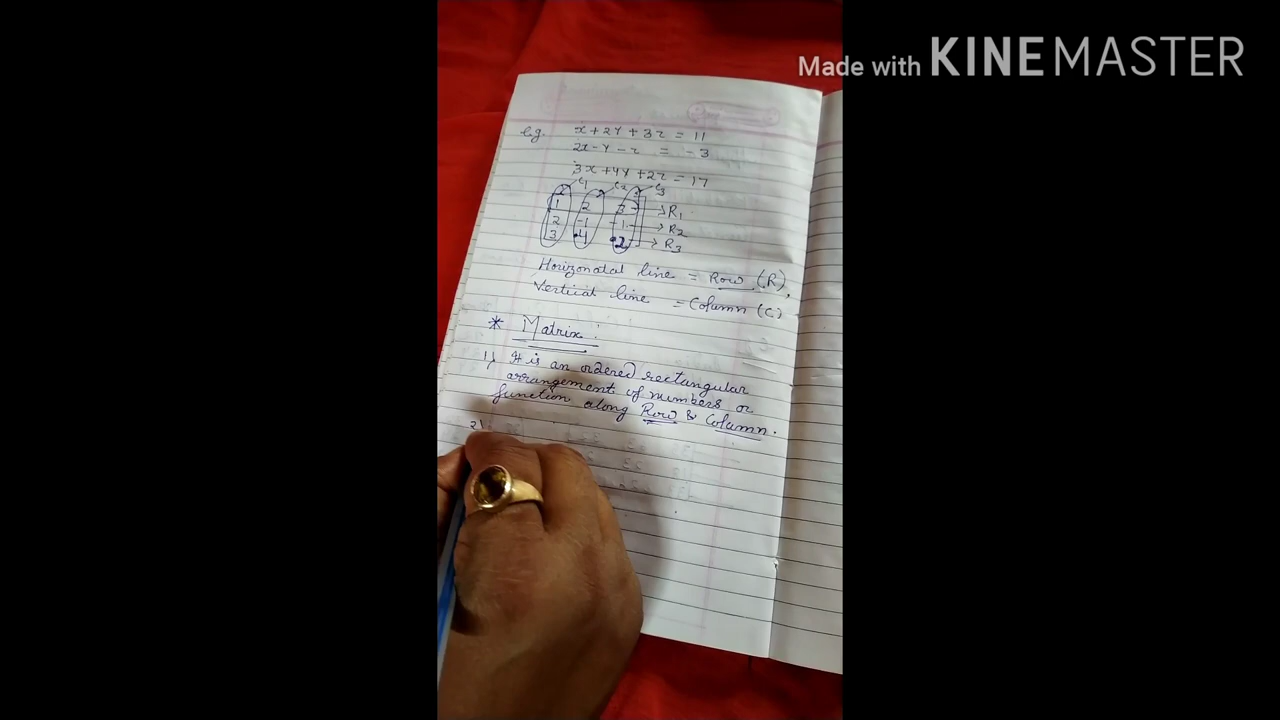 Made with KINEMASTER
e.g. x + 2y + 3z = 11
2x - y - z = - 3
3x + 4y + 2z = 17
C1 C2 C3
1 2 3 → R1
2 -1 -1 → R2
3 4 2 → R3
Horizonatal line = Row (R),
Vertical line = Column (C)
* Matrix :
1) It is an ordered rectangular
arrangement of numbers or
function along Row & Column.
2)